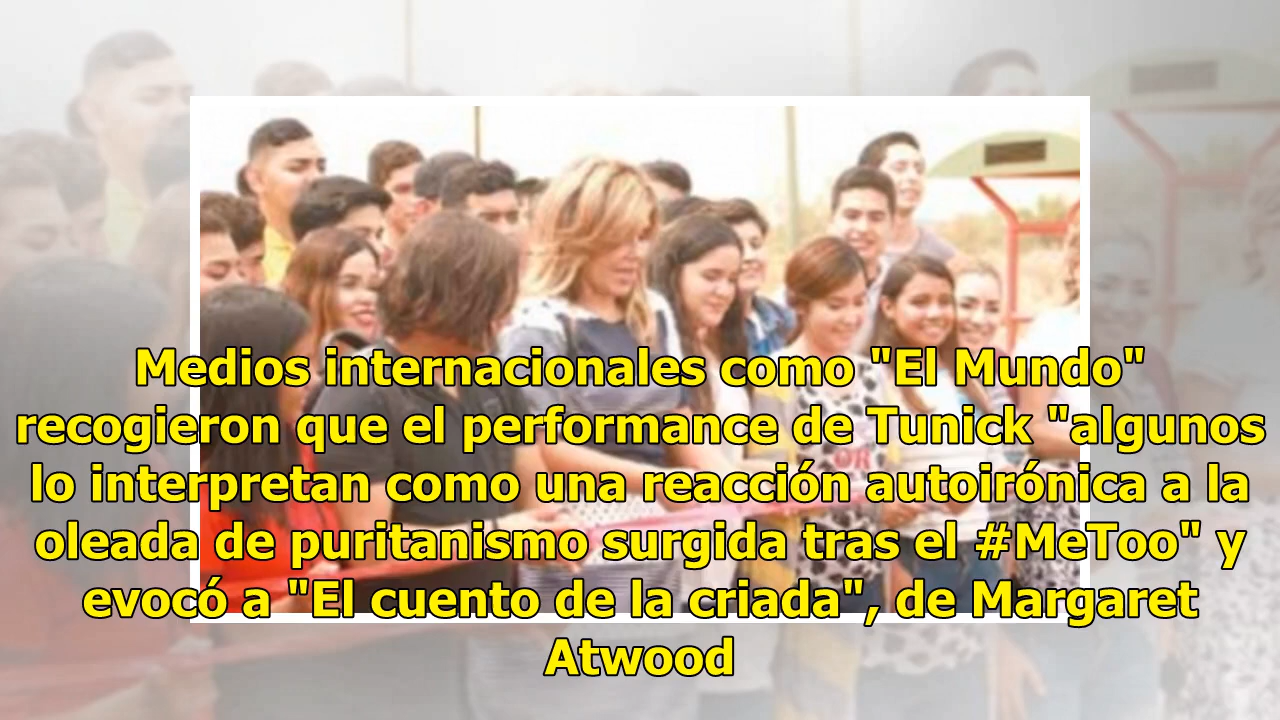 Medios internacionales como "El Mundo"
recogieron que el performance de Tunick "algunos
lo interpretan como una reacción autoirónica a la
oleada de puritanismo surgida tras el #MeToo" y
evocó a "El cuento de la criada", de Margaret
Atwood
OR